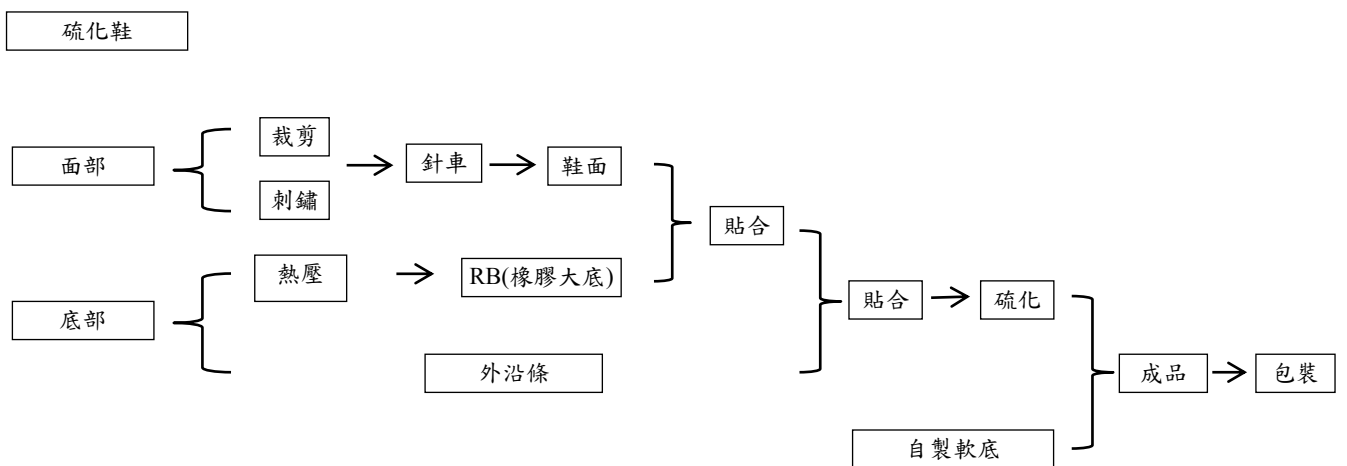 硫化鞋
面部
裁剪
刺繡
針車
鞋面
底部
熱壓
RB(橡膠大底)
外沿條
貼合
貼合
硫化
自製軟底
成品
包裝